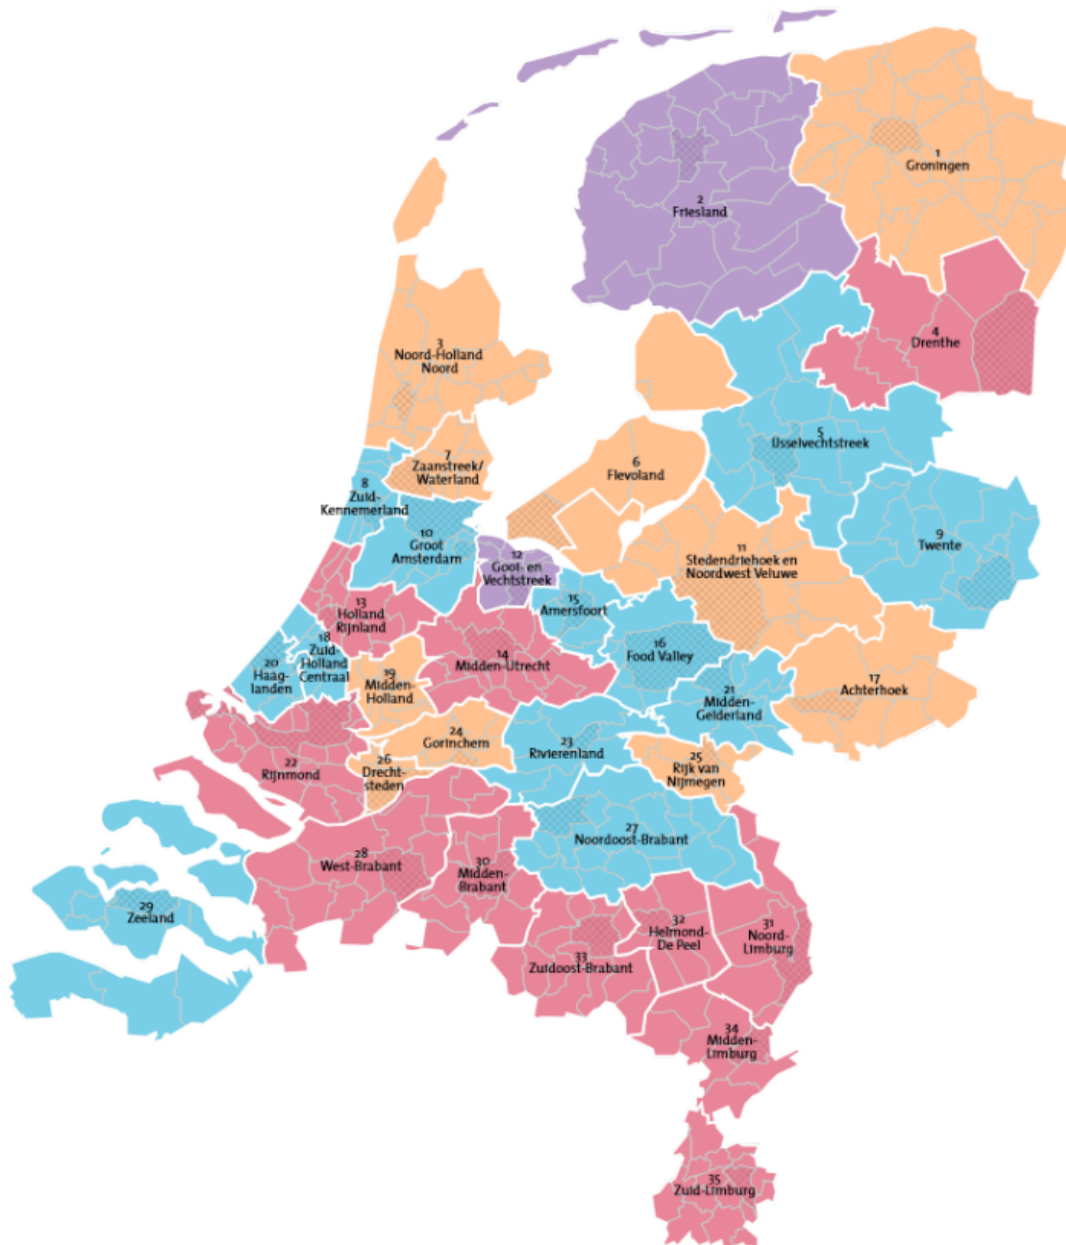 1
Groningen
2
Friesland
3
Noord-Holland
Noord
4
Drenthe
5
IJsselvechtstreek
6
Flevoland
7
Zaanstreek/
Waterland
8
Zuid-
Kennemerland
9
Twente
10
Groot
Amsterdam
11
Stedendriehoek en
Noordwest Veluwe
12
Gooi- en
Vechtstreek
13
Holland
Rijnland
14
Midden-Utrecht
15
Amersfoort
16
Food Valley
17
Achterhoek
18
Zuid-
Holland
Centraal
19
Midden-
Holland
20
Haag-
landen
21
Midden-
Gelderland
22
Rijnmond
23
Rivierenland
24
Gorinchem
25
Rijk van
Nijmegen
26
Drecht-
steden
27
Noordoost-Brabant
28
West-Brabant
29
Zeeland
30
Midden-
Brabant
31
Noord-
Limburg
32
Helmond-
De Peel
33
Zuidoost-Brabant
34
Midden-
Limburg
35
Zuid-Limburg